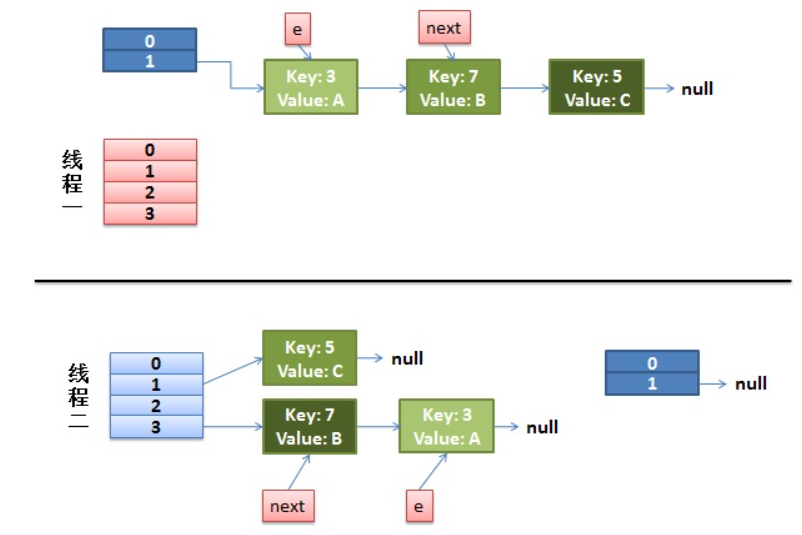 e
next
0
1
Key: 3
Value: A
Key: 7
Value: B
Key: 5
Value: C
null
线程一
0
1
2
3
线程二
0
1
2
3
Key: 5
Value: C
null
Key: 7
Value: B
Key: 3
Value: A
null
next
e
0
1
null